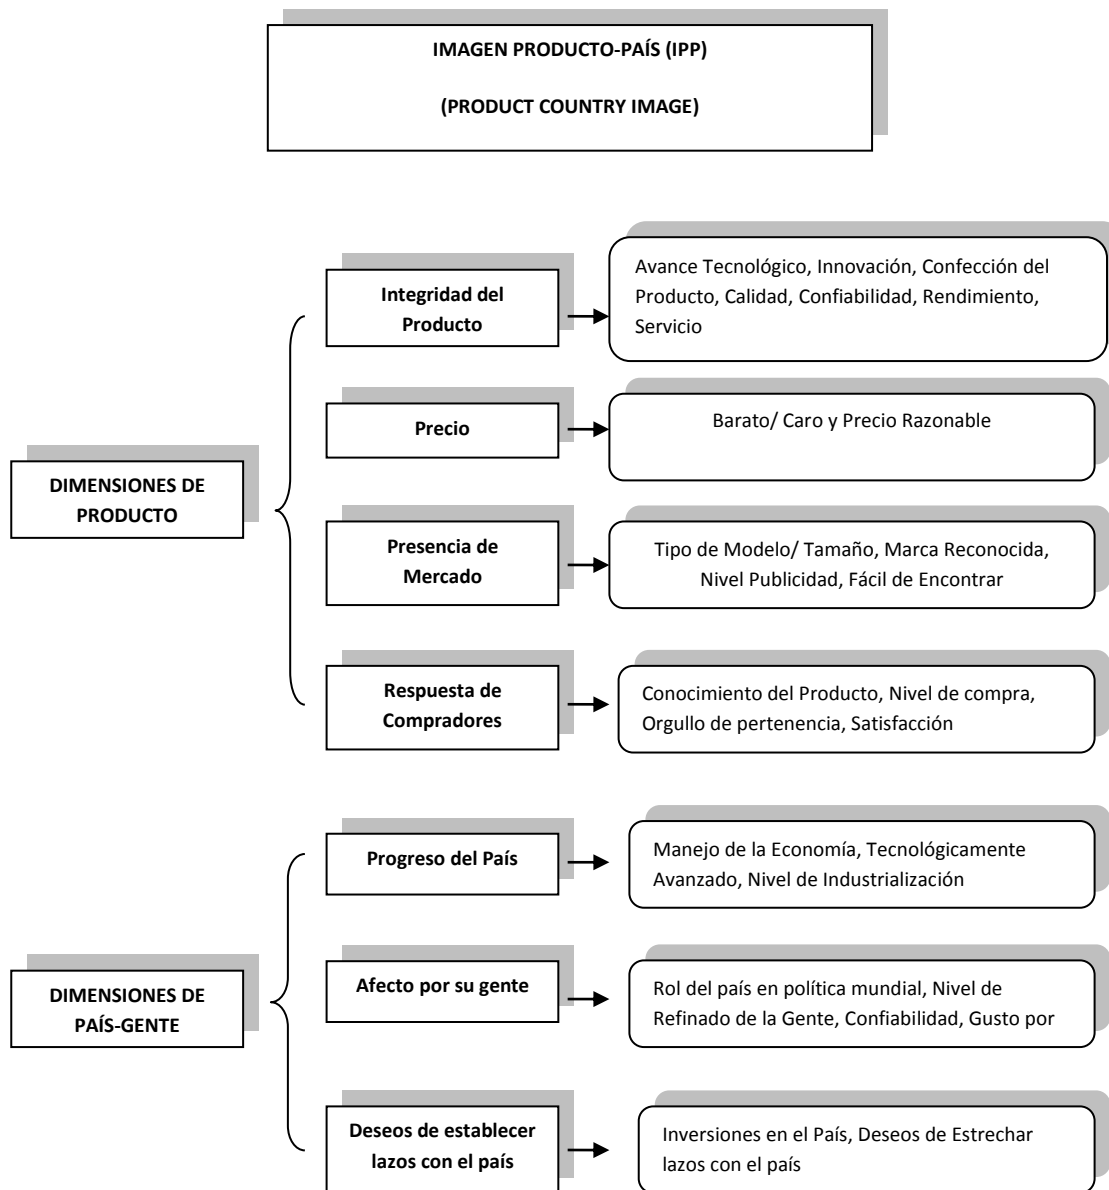 IMAGEN PRODUCTO-PAÍS (IPP)
(PRODUCT COUNTRY IMAGE)
DIMENSIONES DE
PRODUCTO
Integridad del
Producto
Avance Tecnológico, Innovación, Confección del
Producto, Calidad, Confiabilidad, Rendimiento,
Servicio
Precio
Barato/ Caro y Precio Razonable
Presencia de
Mercado
Tipo de Modelo/ Tamaño, Marca Reconocida,
Nivel Publicidad, Fácil de Encontrar
Respuesta de
Compradores
Conocimiento del Producto, Nivel de compra,
Orgullo de pertenencia, Satisfacción
DIMENSIONES DE
PAÍS-GENTE
Progreso del País
Manejo de la Economía, Tecnológicamente
Avanzado, Nivel de Industrialización
Afecto por su gente
Rol del país en política mundial, Nivel de
Refinado de la Gente, Confiabilidad, Gusto por
Deseos de establecer
lazos con el país
Inversiones en el País, Deseos de Estrechar
lazos con el país